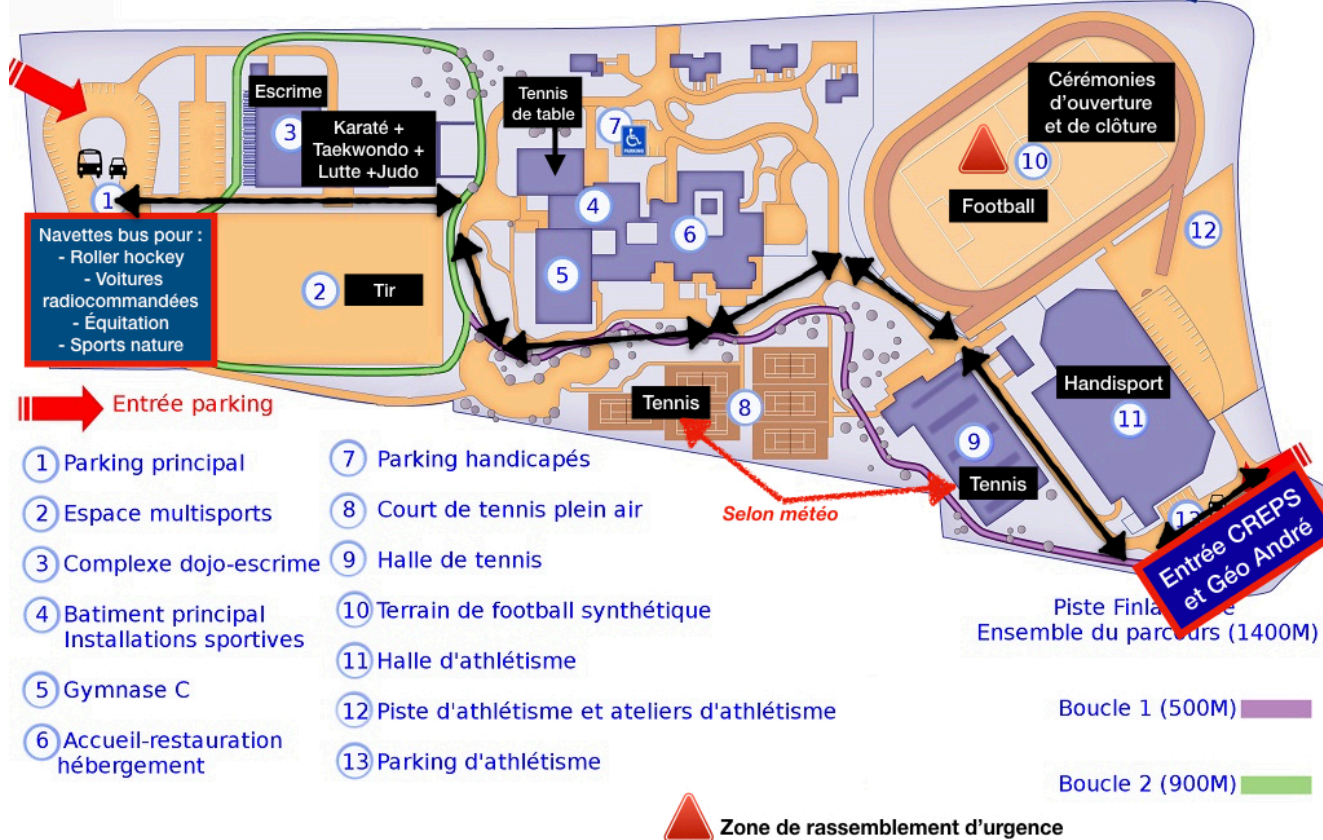 Escrime
3
Karaté +
Taekwondo +
Lutte +Judo
Tennis
de table
7
PARKING
Cérémonies
d'ouverture
et de clôture
10
Football
1
4
6
12
Navettes bus pour :
- Roller hockey
- Voitures
radiocommandées
- Équitation
- Sports nature
2
Tir
5
Tennis
8
Handisport
11
9
Tennis
Selon météo
13
Entrée CREPS
et Géo André
Entrée parking
1 Parking principal
2 Espace multisports
3 Complexe dojo-escrime
4 Batiment principal
Installations sportives
5 Gymnase C
6 Accueil-restauration
hébergement
7 Parking handicapés
8 Court de tennis plein air
9 Halle de tennis
10 Terrain de football synthétique
11 Halle d'athlétisme
12 Piste d'athlétisme et ateliers d'athlétisme
13 Parking d'athlétisme
Piste
Ensemble du parcours (1400M)
Boucle 1 (500M)
Boucle 2 (900M)
Zone de rassemblement d'urgence